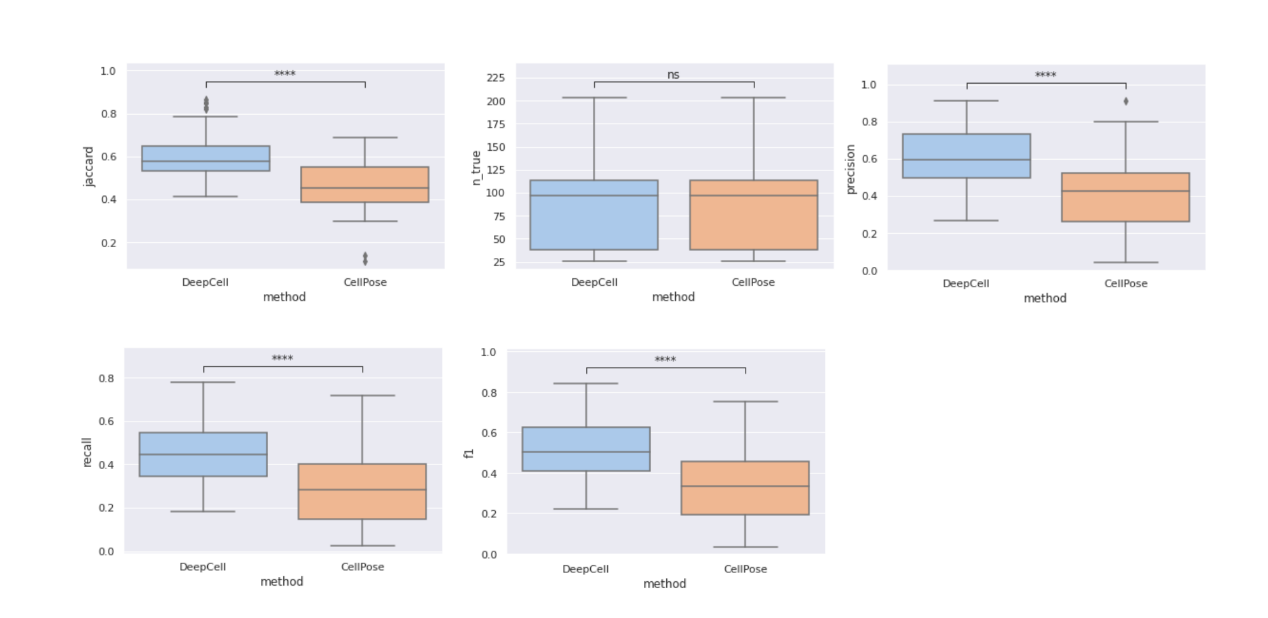 jaccard
1.0
0.8
0.6
0.4
0.2
****
DeepCell
CellPose
method
n_true
225
200
175
150
125
100
75
50
25
ns
DeepCell
CellPose
method
precision
1.0
0.8
0.6
0.4
0.2
0.0
****
DeepCell
CellPose
method
recall
0.8
0.6
0.4
0.2
0.0
****
DeepCell
CellPose
method
f1
1.0
0.8
0.6
0.4
0.2
0.0
****
DeepCell
CellPose
method